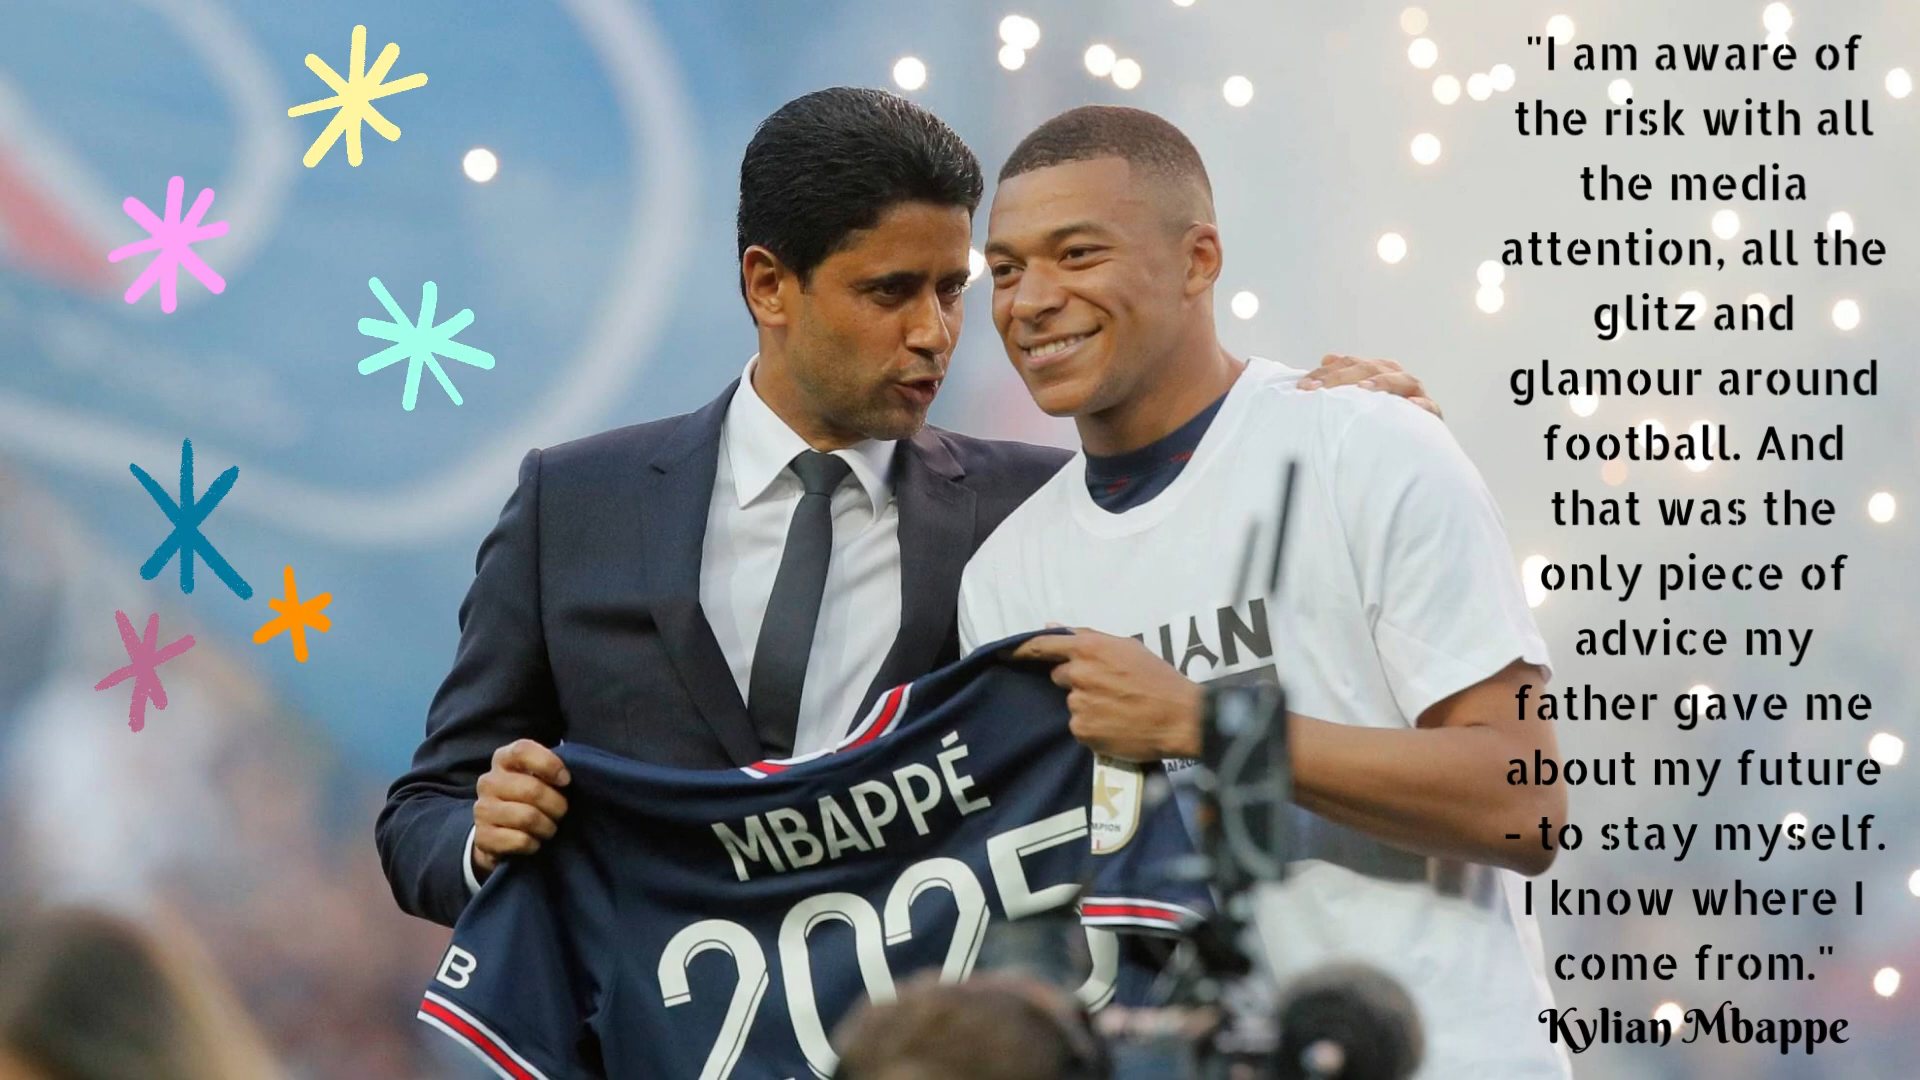 "I am aware of
the risk with all
the media
attention, all the
glitz and
glamour around
football. And
that was the
only piece of
advice my
father gave me
about my future
- to stay myself.
I know where I
come from."
Kylian Mbappe
MBAPPÉ
2025
B